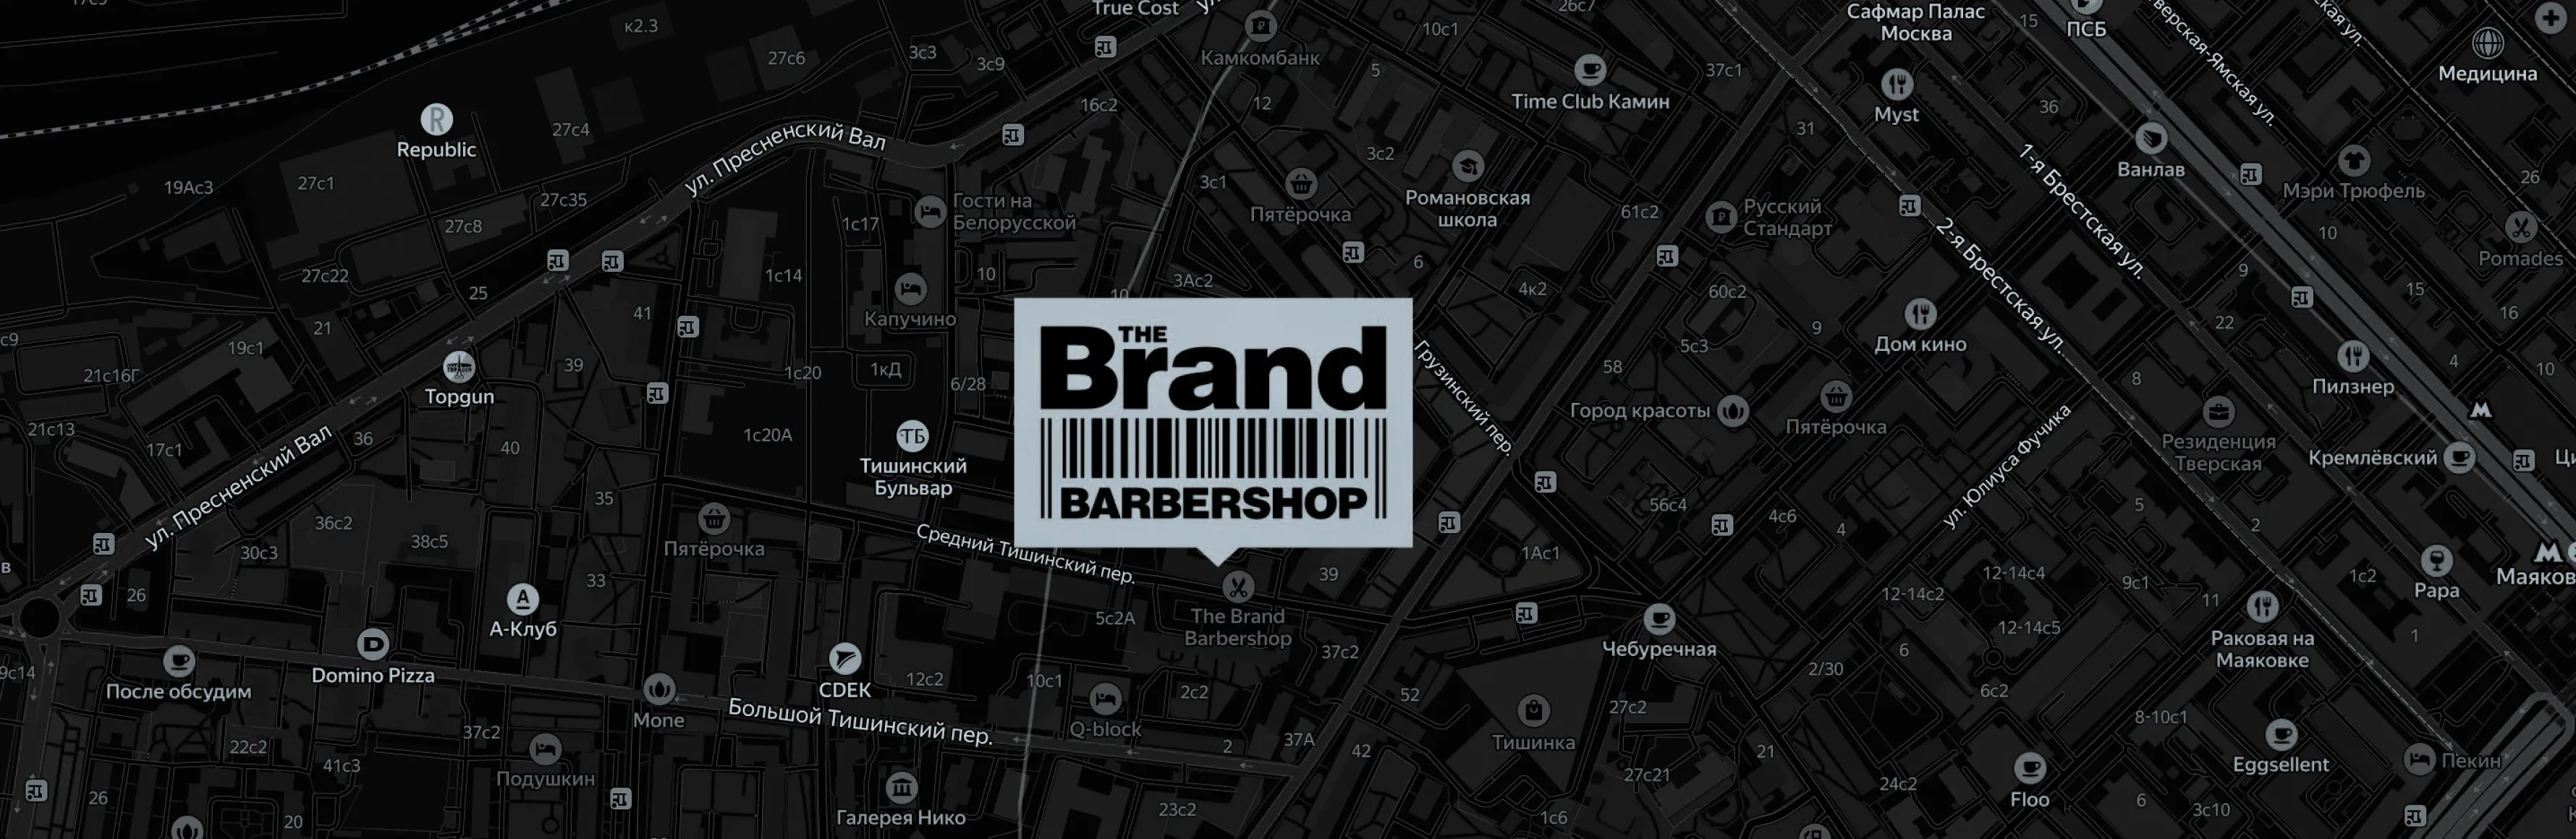 True Cost
26с7
Сафмар Палас
Москва
15
ПСБ
к2.3
10с1
Камкомбанк
3с3
27с6
3с9
5
37с1
Медицина
Time Club Камин
Myst
верская-Ямская ул.
16с2
12
36
Republic
27с4
ул. Пресненский Вал
31
3с2
Ванлав
1-я Брестская ул.
19Ас3
27с1
3с1
Романовская
школа
Мэри Трюфель
26
27с35
Гости на
Белорусской
Пятёрочка
61с2
Русский
Стандарт
27с8
1с17
2-я Брестская ул.
10
Pomades
27с22
1с14
10
3Ас2
6
9
25
4к2
60с2
15
16
Капучино
10
41
21
9
22
Дом кино
19с1
THE
Brand
BARBERSHOP
Грузинский пер.
5с3
4
с9
39
1с20
1кД
58
8
10
21с16Г
6/28
Пилзнер
Topgun
Город красоты
Пятёрочка
21с13
36
17с1
40
1с20А
Резиденция
Тверская
Кремлёвский
ул. Пресненский Вал
Тишинский
Бульвар
ул. Юлиуса Фучика
35
56с4
4с6
4
5
2
36с2
38с5
30с3
Пятёрочка
Средний Тишинский пер.
1Ас1
39
33
12-14с4
9с1
1с2
Маяков
26
12-14с2
11
Papa
А-Клуб
5с2А
The Brand
Barbershop
12-14с5
Чебуречная
37с2
6
1
Раковая на
Маяковке
9с14
Domino Pizza
После обсудим
CDEK
12с2
10с1
2с2
52
2/30
6с2
Mone
Большой Тишинский пер.
Q-block
27с2
8-10с1
37с2
22с2
2
37А
42
Тишинка
21
41с3
Подушкин
27с21
24с2
Eggsellent
Пекин
26
Floo
6
3с10
20
Галерея Нико
23с2
1с6